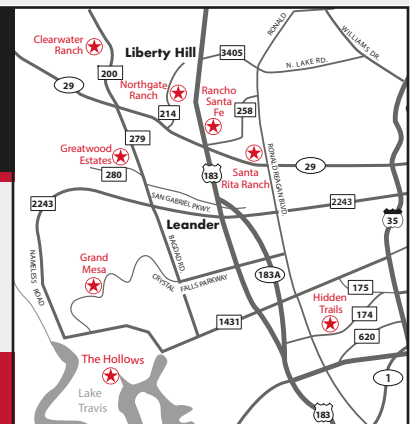 RONALD
WILLIAMS DR
Clearwater
Ranch
Liberty Hill
3405
N. LAKE RD.
200
29
Northgate
Ranch
Rancho
Santa
Fe
214
258
279
Greatwood
Estates
280
183
Santa
Rita Ranch
29
RONALD REAGAN BLVD.
2243
SAN GABRIEL PKWY.
2243
35
Leander
NAMELESS ROAD
BAGDAD RD.
Grand
Mesa
CRYSTAL FALLS PARKWAY
183A
175
Hidden
Trails
174
1431
620
The Hollows
Lake
Travis
1
183